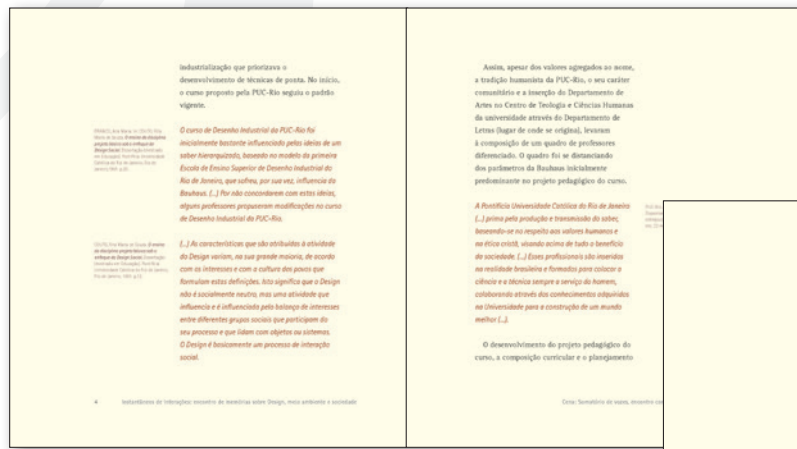 industrialização que priorizava o
desenvolvimento de técnicas de ponta. No início,
o curso proposto pela PUC-Rio seguiu o padrão
vigente.
O curso de Desenho Industrial da PUC-Rio foi
inicialmente bastante influenciado pelas ideias de um
saber hierarquizado, baseado no modelo da primeira
Escola de Ensino Superior de Desenho Industrial do
Rio de Janeiro, que sofreu, por sua vez, influência da
Bauhaus. (...) Por não concordarem com estas ideias,
alguns professores propuseram modificações no curso
de Desenho Industrial da PUC-Rio.
(...) As características que são atribuídas à atividade
do Design variam, na sua grande maioria, de acordo
com os interesses e com a cultura dos povos que
formulam estas definições. Isto significa que o Design
não é socialmente neutro, mas uma atividade que
influencia e é influenciada pelo balanço de interesses
entre diferentes grupos sociais que participam do
seu processo e que lidam com objetos ou sistemas.
O Design é basicamente um processo de interação
social.
4 Instantâneos de interações: encontro de memórias sobre Design, meio ambiente e sociedade
Assim, apesar dos valores agregados ao nome,
a tradição humanista da PUC-Rio, o seu caráter
comunitário e a inserção do Departamento de
Artes no Centro de Teologia e Ciências Humanas
da universidade através do Departamento de
Letras (lugar de onde se origina), levaram
à composição de um quadro de professores
diferenciado. O quadro foi se distanciando
dos parâmetros da Bauhaus inicialmente
predominante no projeto pedagógico do curso.
A Pontifícia Universidade Católica do Rio de Janeiro
(...) prima pela produção e transmissão do saber,
baseando-se no respeito aos valores humanos e
na ética cristã, visando acima de tudo o benefício
da sociedade. (...) Esses profissionais são inseridos
na realidade brasileira e formados para colocar a
ciência e a técnica sempre a serviço do homem,
colaborando através dos conhecimentos adquiridos
na Universidade para a construção de um mundo
melhor (...).
O desenvolvimento do projeto pedagógico do
curso, a composição curricular e o planejamento